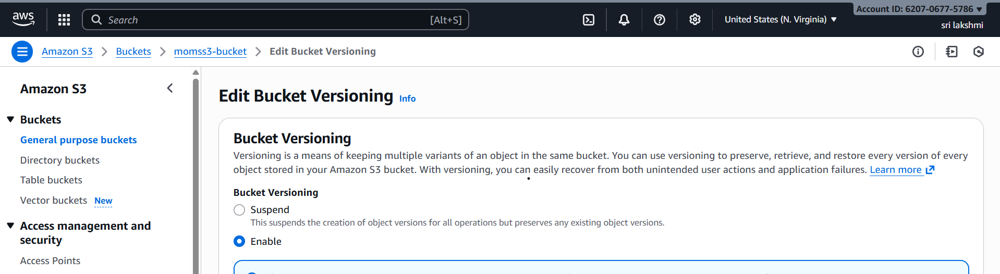 aws
Search [Alt+S]
United States (N. Virginia)
Account ID: 6207-0677-5786
sri lakshmi
Amazon S3 > Buckets > momss3-bucket > Edit Bucket Versioning
Amazon S3
Buckets
General purpose buckets
Directory buckets
Table buckets
Vector buckets New
Access management and
security
Access Points
Edit Bucket Versioning Info
Bucket Versioning
Versioning is a means of keeping multiple variants of an object in the same bucket. You can use versioning to preserve, retrieve, and restore every version of every
object stored in your Amazon S3 bucket. With versioning, you can easily recover from both unintended user actions and application failures. Learn more
Bucket Versioning
Suspend
This suspends the creation of object versions for all operations but preserves any existing object versions.
Enable